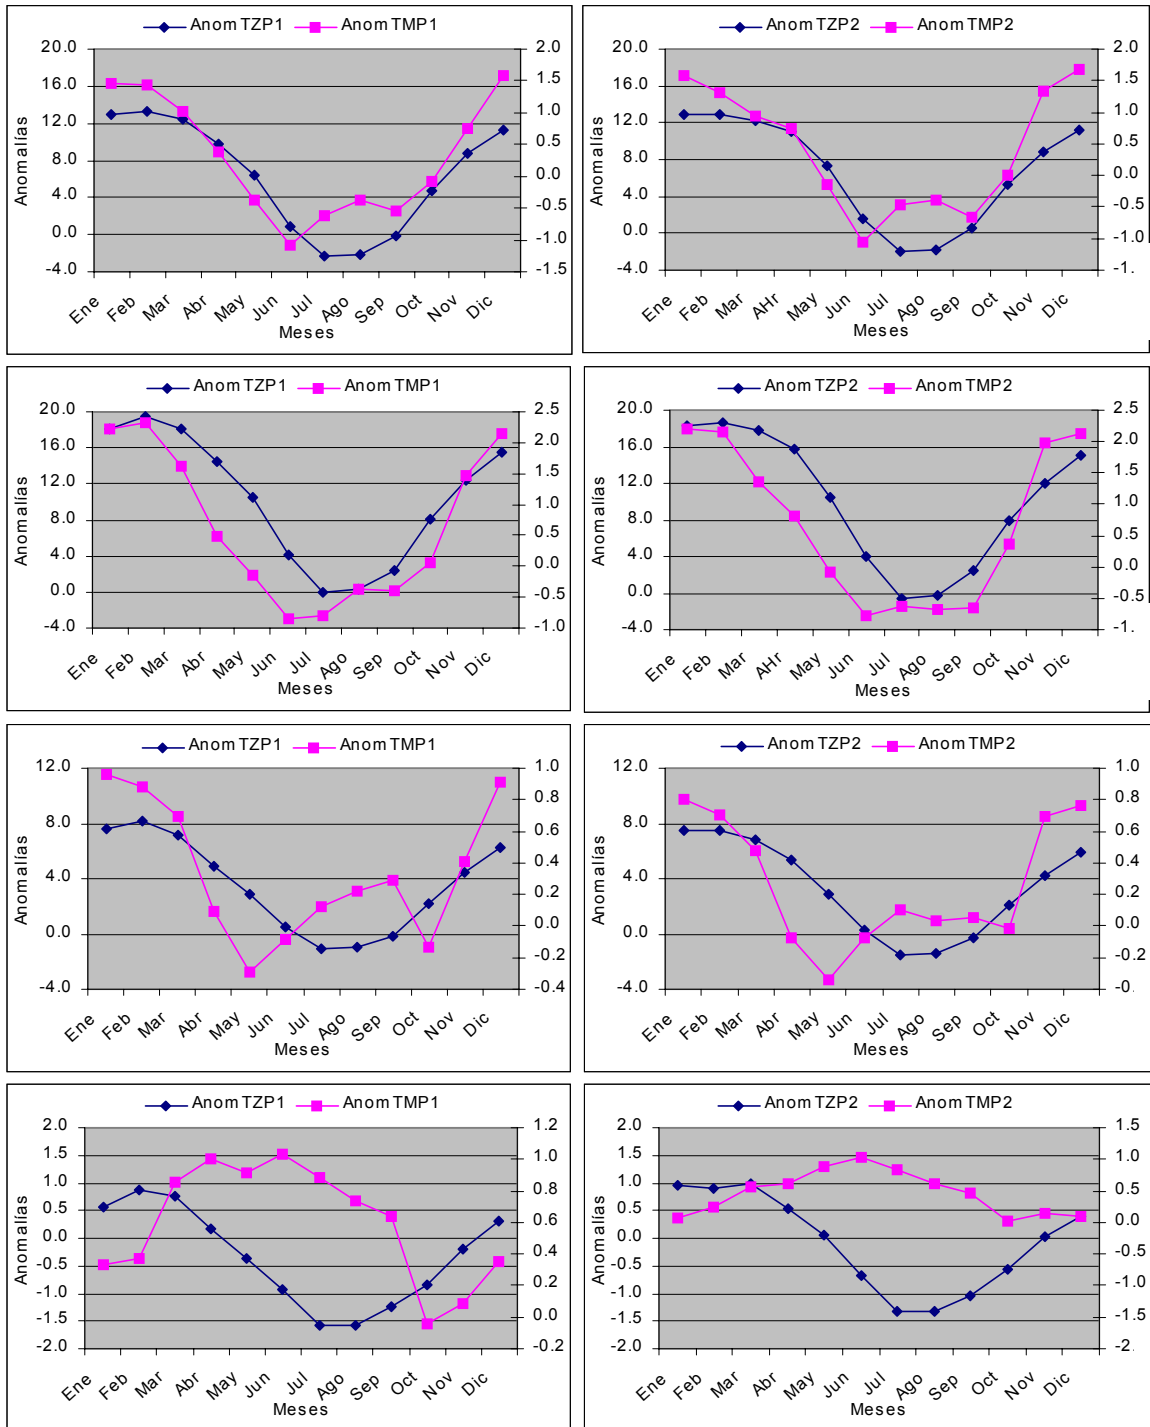 Anom TZP1 Anom TMP1
20.0 16.0 12.0 8.0 4.0 0.0 -4.0
Anomalías
2.0 1.5 1.0 0.5 0.0 -0.5 -1.0 -1.5
Ene Feb Mar Abr May Jun Jul Ago Sep Oct Nov Dic
Meses
Anom TZP2 Anom TMP2
20.0 16.0 12.0 8.0 4.0 0.0 -4.0
Anomalías
2.0 1.5 1.0 0.5 0.0 -0.5 -1.0 -1.
Ene Feb Mar AHr May Jun Jul Ago Sep Oct Nov Dic
Meses
Anom TZP1 Anom TMP1
20.0 16.0 12.0 8.0 4.0 0.0 -4.0
Anomalías
2.5 2.0 1.5 1.0 0.5 0.0 -0.5 -1.0
Ene Feb Mar Abr May Jun Jul Ago Sep Oct Nov Dic
Meses
Anom TZP2 Anom TMP2
20.0 16.0 12.0 8.0 4.0 0.0 -4.0
Anomalías
2.5 2.0 1.5 1.0 0.5 0.0 -0.5 -1.
Ene Feb Mar AHr May Jun Jul Ago Sep Oct Nov Dic
Meses
Anom TZP1 Anom TMP1
12.0 8.0 4.0 0.0 -4.0
Anomalías
1.0 0.8 0.6 0.4 0.2 0.0 -0.2 -0.4
Ene Feb Mar Abr May Jun Jul Ago Sep Oct Nov Dic
Meses
Anom TZP2 Anom TMP2
12.0 8.0 4.0 0.0 -4.0
Anomalías
1.0 0.8 0.6 0.4 0.2 0.0 -0.2 -0.
Ene Feb Mar Abr May Jun Jul Ago Sep Oct Nov Dic
Meses
Anom TZP1 Anom TMP1
2.0 1.5 1.0 0.5 0.0 -0.5 -1.0 -1.5 -2.0
Anomalías
1.2 1.0 0.8 0.6 0.4 0.2 0.0 -0.2
Ene Feb Mar Abr May Jun Jul Ago Sep Oct Nov Dic
Meses
Anom TZP2 Anom TMP2
2.0 1.5 1.0 0.5 0.0 -0.5 -1.0 -1.5 -2.0
Anomalías
1.5 1.0 0.5 0.0 -0.5 -1.0 -1.5 -2.
Ene Feb Mar Abr May Jun Jul Ago Sep Oct Nov Dic
Meses